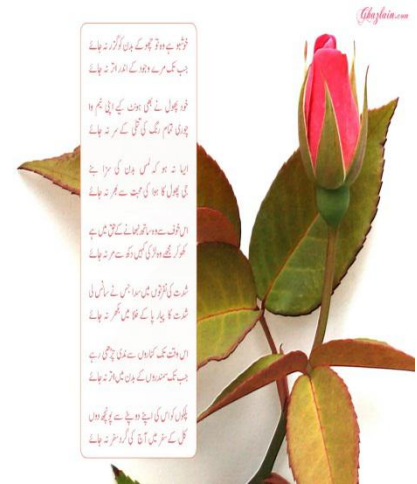 Ghazlain.com
خوشبو ہے وہ تو چھو کے بدن کو گزر نہ جائے
جب تک مرے وجود کے اندر اتر نہ جائے
خود پھول نے بھی ہونٹ کیے اپنے نیم وا
چوری تمام رنگ کی تتلی کے سر نہ جائے
ایسا نہ ہو کہ لمس بدن کی سزا بنے
جی پھول کا ہوا کی محبت سے بھر نہ جائے
اس خوف سے وہ ساتھ نبھانے کے حق میں ہے
کھو کر مجھے وہ لڑکی کہیں دکھ سے مر نہ جائے
شدت کی نفرتوں میں سدا جس نے سانس لی
شدت کا پیار پا کے خلا میں بکھر نہ جائے
اس وقت تک کناروں سے ندی چڑھی رہے
جب تک سمندروں کے بدن میں اتر نہ جائے
پلکوں کو اس کی اپنے دوپٹے سے پونچھ دوں
کل کے سفر میں آج کی گرد سفر نہ جائے